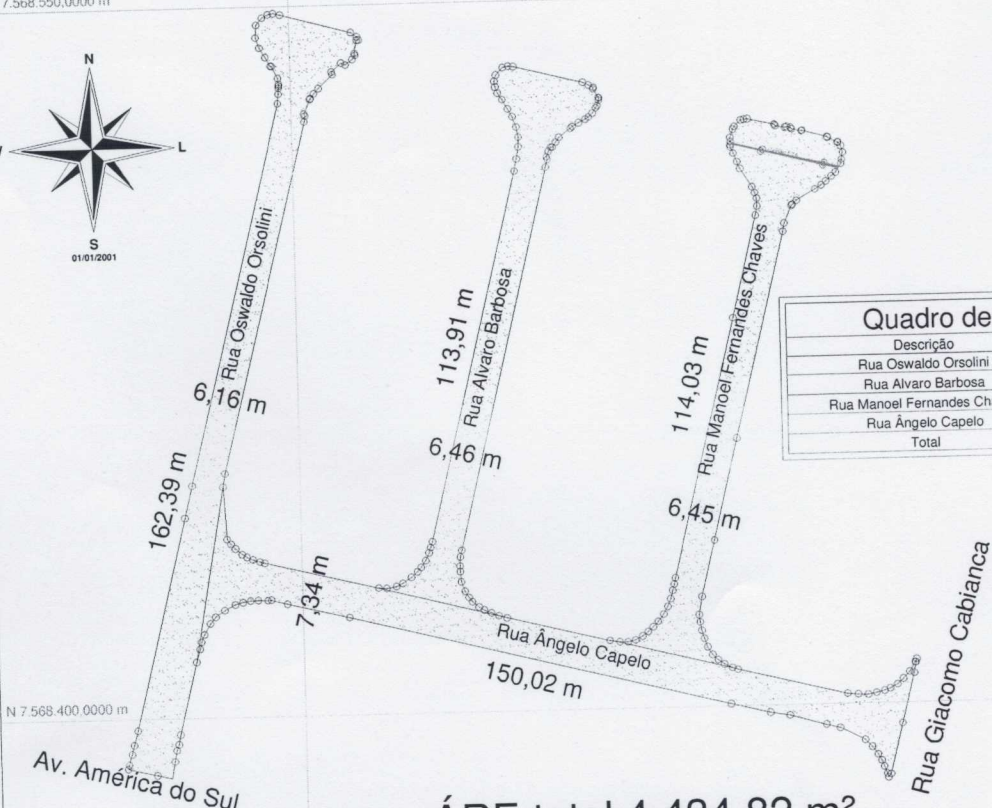 7.568.550,0000 m
N
L
S
01/01/2001
Rua Oswaldo Orsolini
6,16 m
162,39 m
113,91 m
Rua Alvaro Barbosa
6,46 m
114,03 m
Rua Manoel Fernandes Chaves
6,45 m
Quadro de
Descrição
Rua Oswaldo Orsolini
Rua Alvaro Barbosa
Rua Manoel Fernandes Ch
Rua Ângelo Capelo
Total
7,34 m
Rua Ângelo Capelo
150,02 m
Rua Giacomo Cabianca
N 7.568.400,0000 m
Av. América do Sul